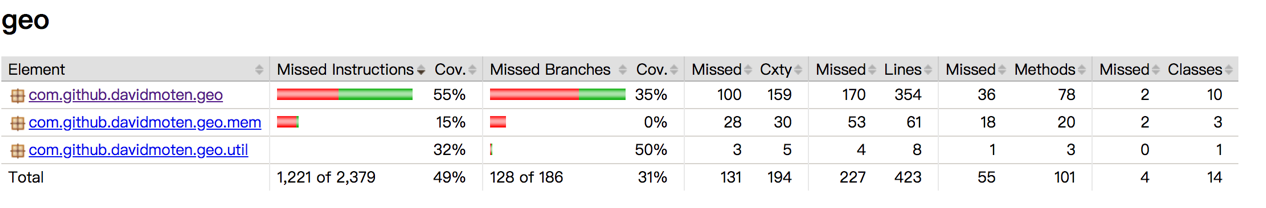 geo
Element Missed Instructions Cov. Missed Branches Cov. Missed Cxty Missed Lines Missed Methods Missed Classes
com.github.davidmoten.geo 55% 35% 100 159 170 354 36 78 2 10
com.github.davidmoten.geo.mem 15% 0% 28 30 53 61 18 20 2 3
com.github.davidmoten.geo.util 32% 50% 3 5 4 8 1 3 0 1
Total 1,221 of 2,379 49% 128 of 186 31% 131 194 227 423 55 101 4 14